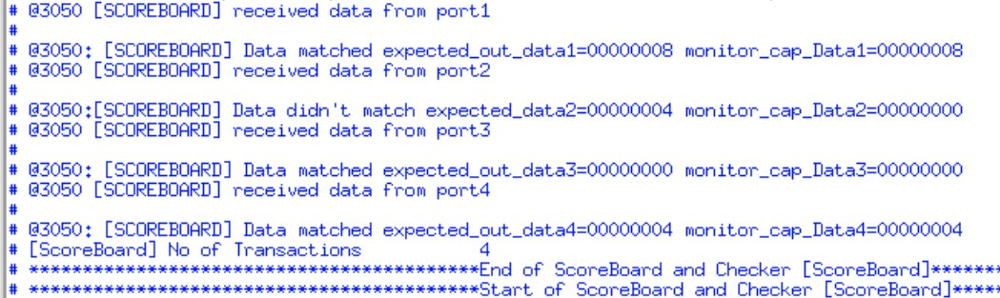 # @3050 [SCOREBOARD] received data from port1
#
# @3050: [SCOREBOARD] Data matched expected_out_data1=00000008 monitor_cap_Data1=00000008
# @3050 [SCOREBOARD] received data from port2
#
# @3050:[SCOREBOARD] Data didn't match expected_data2=00000004 monitor_cap_Data2=00000000
# @3050 [SCOREBOARD] received data from port3
#
# @3050: [SCOREBOARD] Data matched expected_out_data3=00000000 monitor_cap_Data3=00000000
# @3050 [SCOREBOARD] received data from port4
#
# @3050: [SCOREBOARD] Data matched expected_out_data4=00000004 monitor_cap_Data4=00000004
# [ScoreBoard] No of Transactions 4
# ******************************************End of ScoreBoard and Checker [ScoreBoard]*******
# ******************************************Start of ScoreBoard and Checker [ScoreBoard]*****